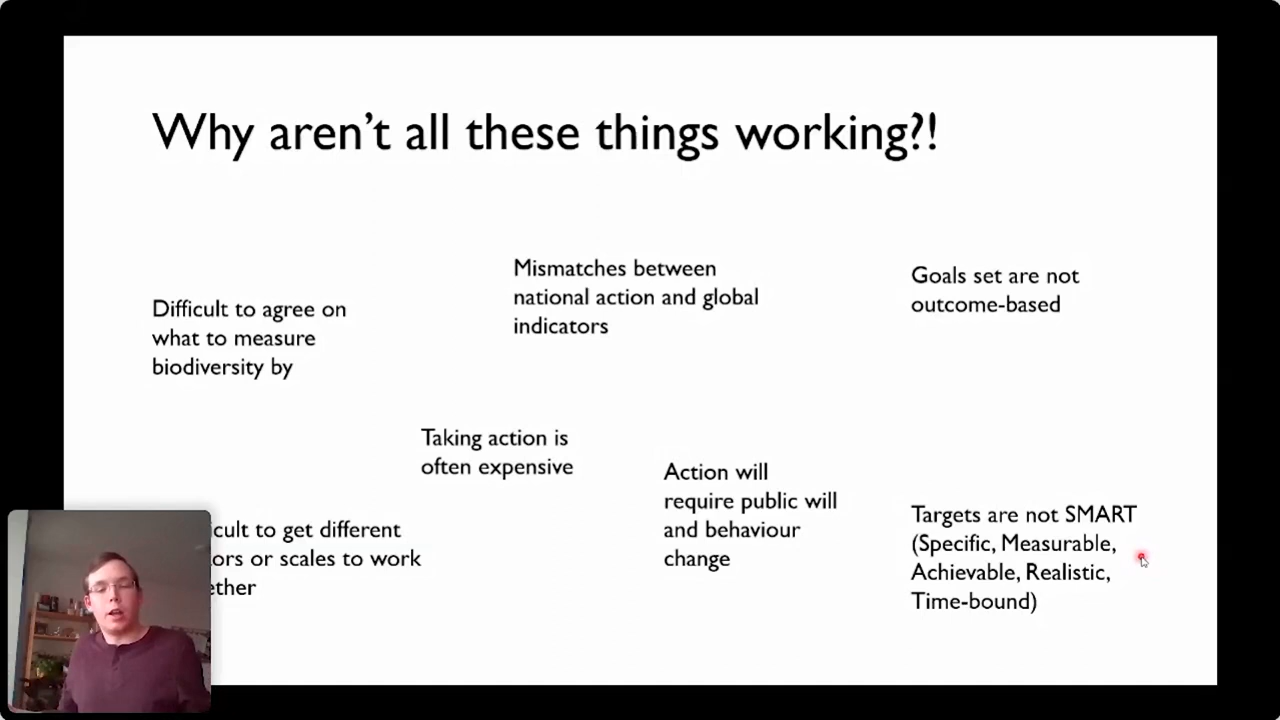 Why aren't all these things working?!
Difficult to agree on
what to measure
biodiversity by
Mismatches between
national action and global
indicators
Goals set are not
outcome-based
Taking action is
often expensive
Action will
require public will
and behaviour
change
to get different
or scales to work
Targets are not SMART
(Specific, Measurable,
Achievable, Realistic,
Time-bound)